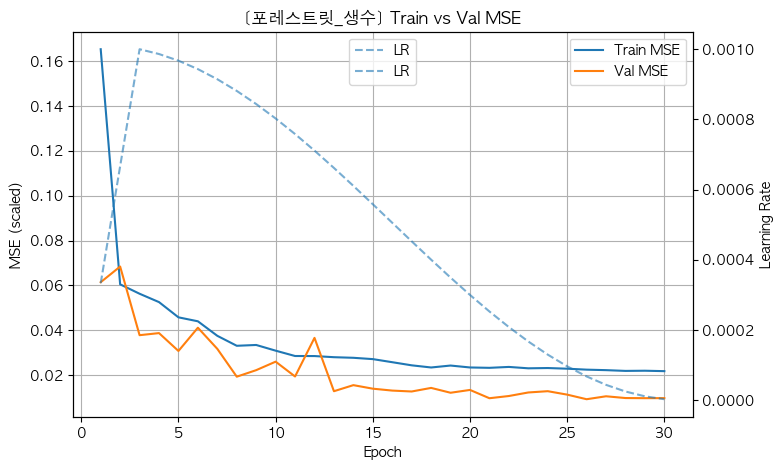 [포레스트릿_생수] Train vs Val MSE
LR
LR
Train MSE
Val MSE
MSE (scaled)
0.16
0.14
0.12
0.10
0.08
0.06
0.04
0.02
0.0010
0.0008
0.0006
0.0004
0.0002
0.0000
Learning Rate
0 5 10 15 20 25 30
Epoch